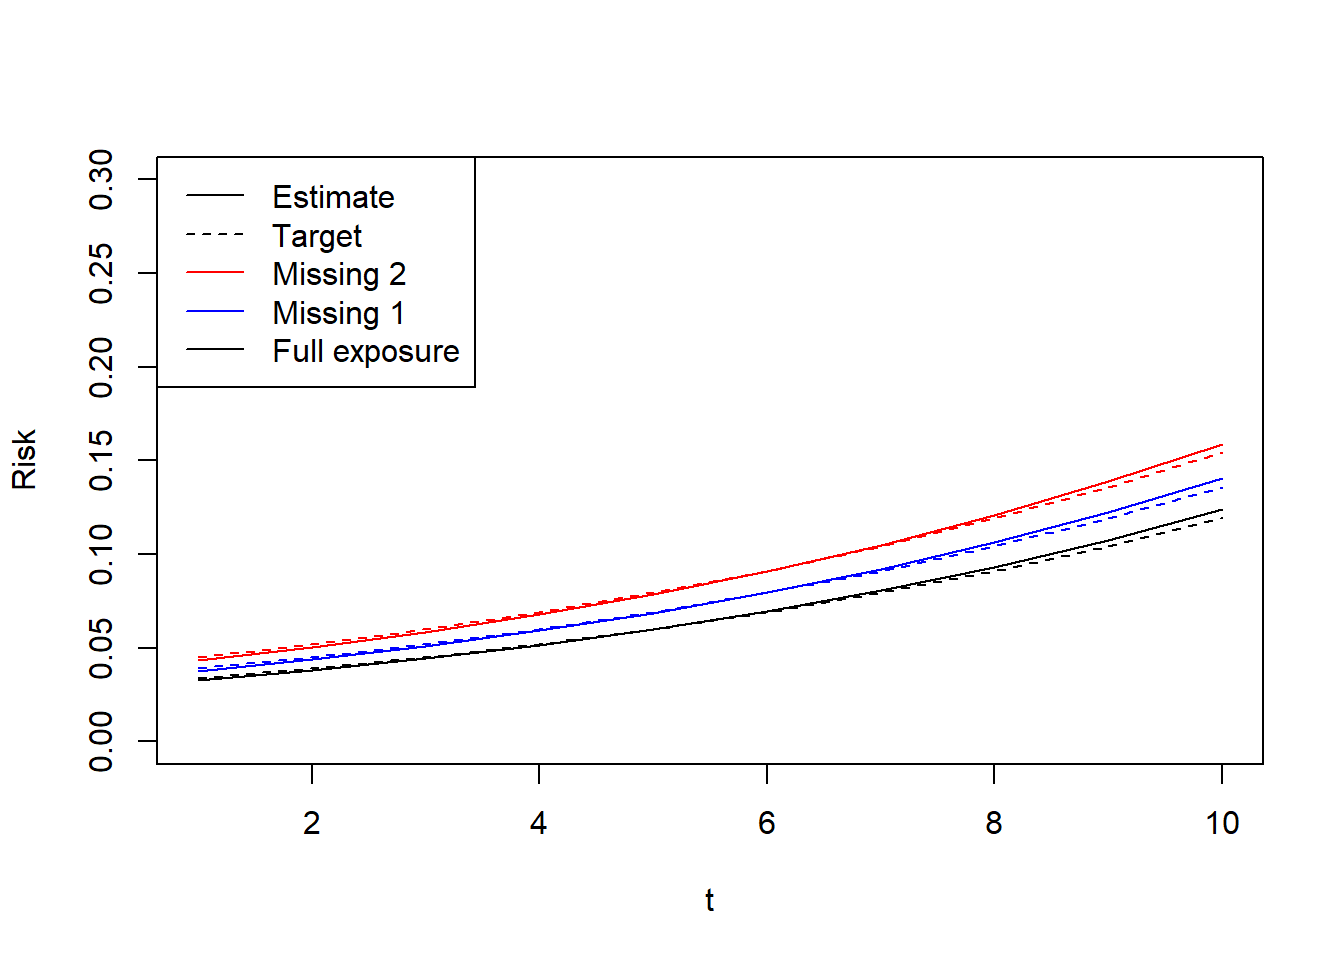 Estimate
Target
Missing 2
Missing 1
Full exposure
Risk
0.30
0.25
0.20
0.15
0.10
0.05
0.00
2 4 6 8 10
t